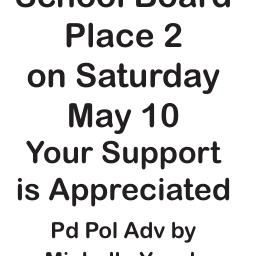 School Board
Place 2
on Saturday
May 10
Your Support
is Appreciated
Pd Pol Adv by